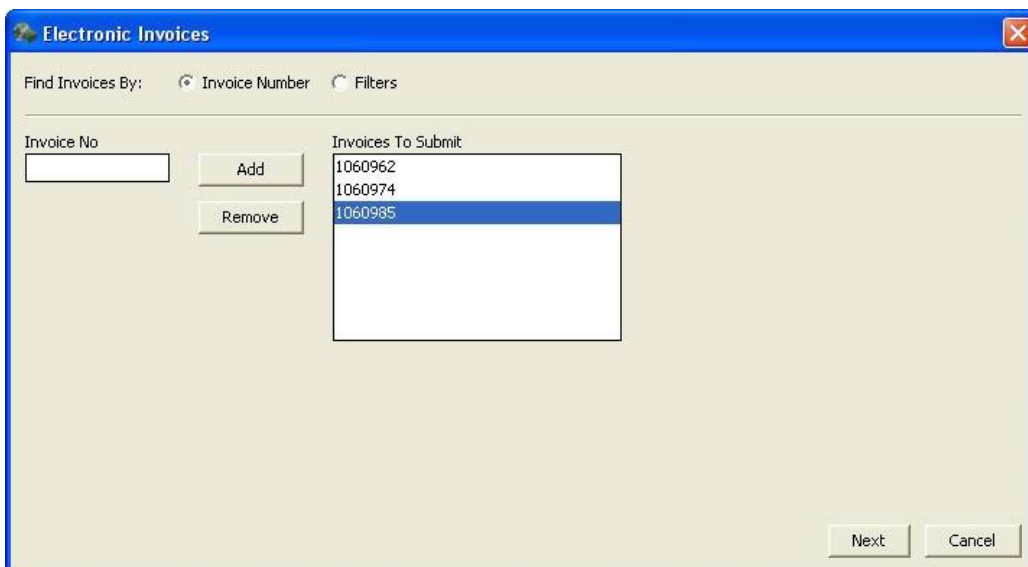 Electronic Invoices
Find Invoices By: Invoice Number Filters
Invoice No
Add
Remove
Invoices To Submit
1060962
1060974
1060985
Next Cancel